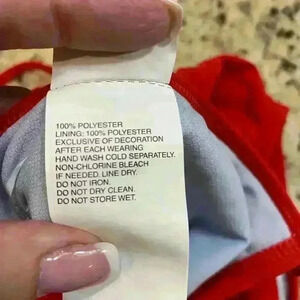 100% POLYESTER
LINING: 100% POLYESTER
EXCLUSIVE OF DECORATION
AFTER EACH WEARING
HAND WASH COLD SEPARATELY.
NON-CHLORINE BLEACH
IF NEEDED. LINE DRY.
DO NOT IRON.
DO NOT DRY CLEAN.
DO NOT STORE WET.